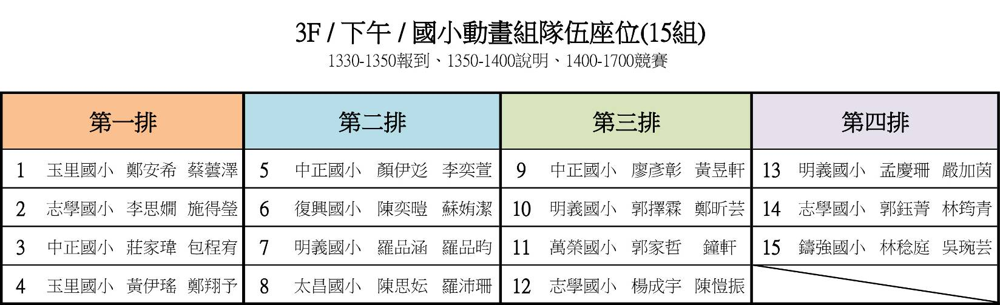 3F / 下午 / 國小動畫組隊伍座位(15組)
1330-1350報到、1350-1400說明、1400-1700競賽
第一排 第二排 第三排 第四排
1 玉里國小 鄭安希 蔡蕓澤 5 中正國小 顏伊彣 李奕萱 9 中正國小 廖彥彰 黃昱軒 13 明義國小 孟慶珊 嚴加茵
2 志學國小 李思嫺 施得瑩 6 復興國小 陳奕暟 蘇姷潔 10 明義國小 郭擇霖 鄭昕芸 14 志學國小 郭鈺菁 林筠青
3 中正國小 莊家瑋 包程宥 7 明義國小 羅品涵 羅品昀 11 萬榮國小 郭家哲 鐘軒 15 鑄強國小 林稔庭 吳琬芸
4 玉里國小 黃伊瑤 鄭翔予 8 太昌國小 陳思妘 羅沛珊 12 志學國小 楊成宇 陳愷振